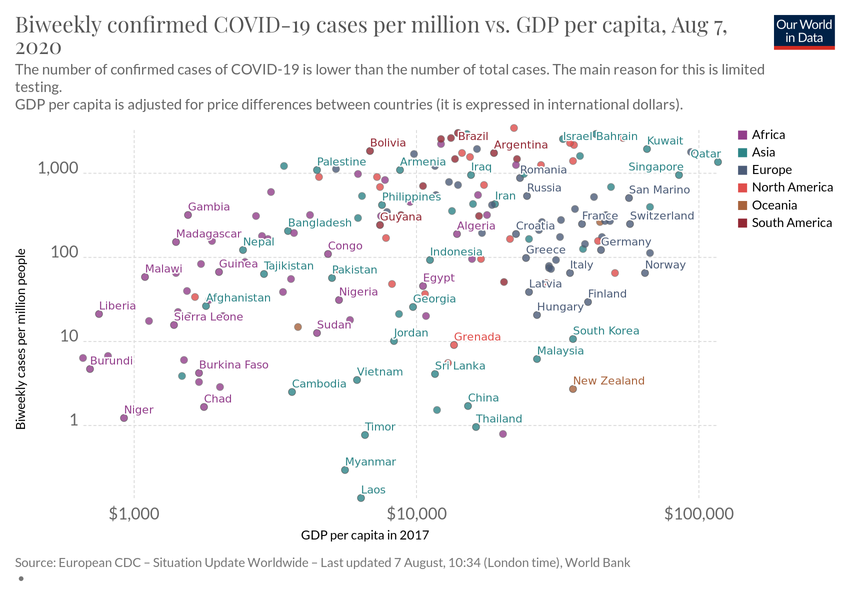 Biweekly confirmed COVID-19 cases per million vs. GDP per capita, Aug 7,
2020
Our World
in Data
The number of confirmed cases of COVID-19 is lower than the number of total cases. The main reason for this is limited
testing.
GDP per capita is adjusted for price differences between countries (it is expressed in international dollars).
Africa
Asia
Europe
North America
Oceania
South America
Biweekly cases per million people
1,000
100
10
1
Bolivia
Brazil
Argentina
Israel
Bahrain
Kuwait
Qatar
Palestine
Armenia
Iraq
Romania
Singapore
Russia
San Marino
Philippines
Iran
Gambia
Guyana
France
Switzerland
Bangladesh
Algeria
Croatia
Madagascar
Nepal
Congo
Germany
Indonesia
Greece
Malawi
Guinea
Tajikistan
Pakistan
Italy
Norway
Egypt
Latvia
Liberia
Afghanistan
Nigeria
Georgia
Finland
Sierra Leone
Hungary
Sudan
Jordan
Grenada
South Korea
Burundi
Burkina Faso
Sri Lanka
Malaysia
Vietnam
Cambodia
New Zealand
Chad
China
Niger
Thailand
Timor
Myanmar
Laos
$1,000
$10,000
$100,000
GDP per capita in 2017
Source: European CDC – Situation Update Worldwide – Last updated 7 August, 10:34 (London time), World Bank